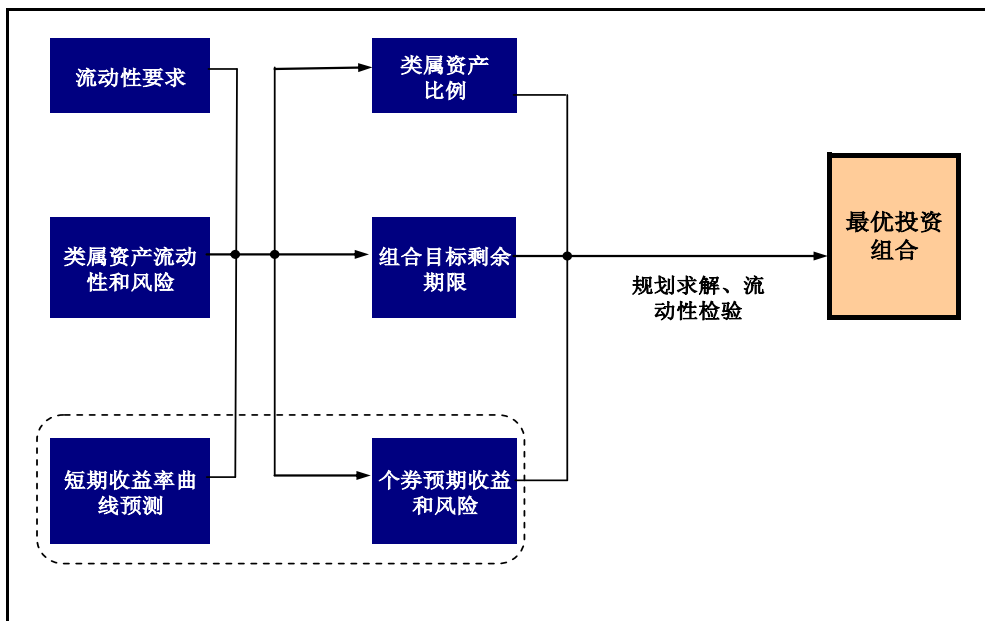 流动性要求
类属资产
比例
类属资产流动
性和风险
组合目标剩余
期限
最优投资
组合
规划求解、流
动性检验
短期收益率曲
线预测
个券预期收益
和风险